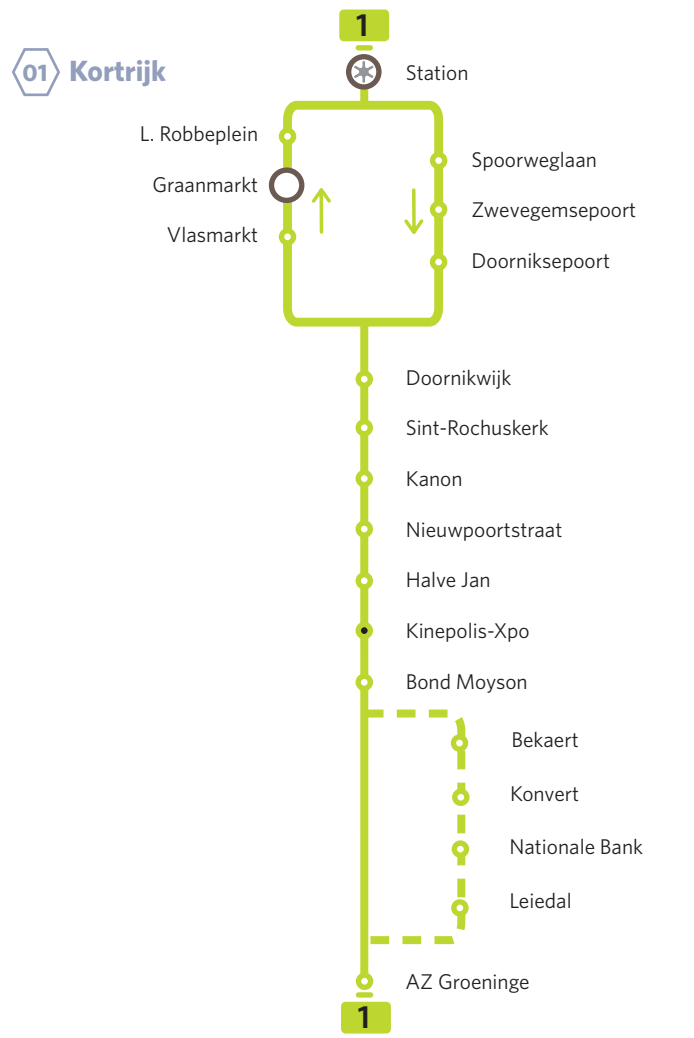 1
01 Kortrijk
Station
L. Robbeplein
Graanmarkt
Vlasmarkt
Spoorweglaan
Zwevegemsepoort
Doorniksepoort
Doornikwijk
Sint-Rochuskerk
Kanon
Nieuwpoortstraat
Halve Jan
Kinepolis-Xpo
Bond Moyson
Bekaert
Konvert
Nationale Bank
Leiedal
AZ Groeninge
1